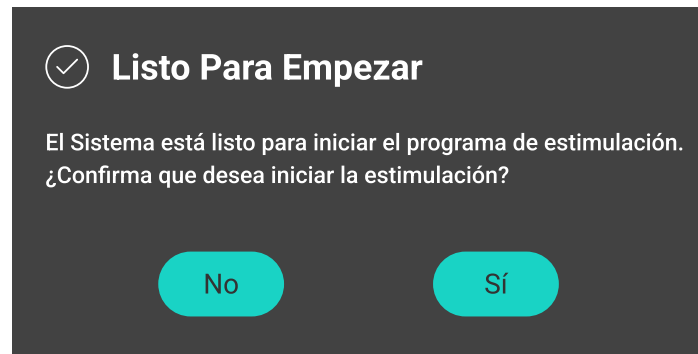 Listo Para Empezar
El Sistema está listo para iniciar el programa de estimulación.
¿Confirma que desea iniciar la estimulación?
No
Sí